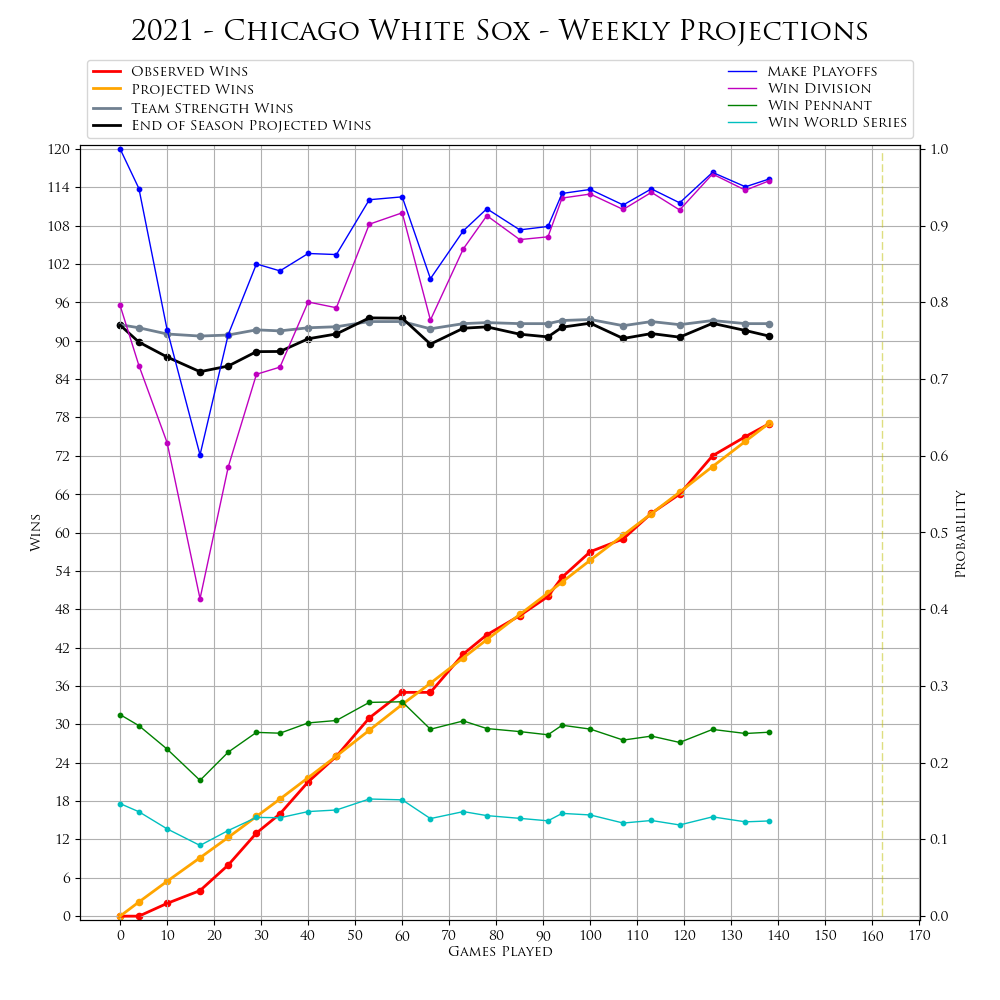 2021 - Chicago White Sox - Weekly Projections
Observed Wins
Projected Wins
Team Strength Wins
End of Season Projected Wins
Make Playoffs
Win Division
Win Pennant
Win World Series
120
114
108
102
96
90
84
78
72
66
60
54
48
42
36
30
24
18
12
6
0
Wins
1.0
0.9
0.8
0.7
0.6
0.5
0.4
0.3
0.2
0.1
0.0
Probability
0 10 20 30 40 50 60 70 80 90 100 110 120 130 140 150 160 170
Games Played